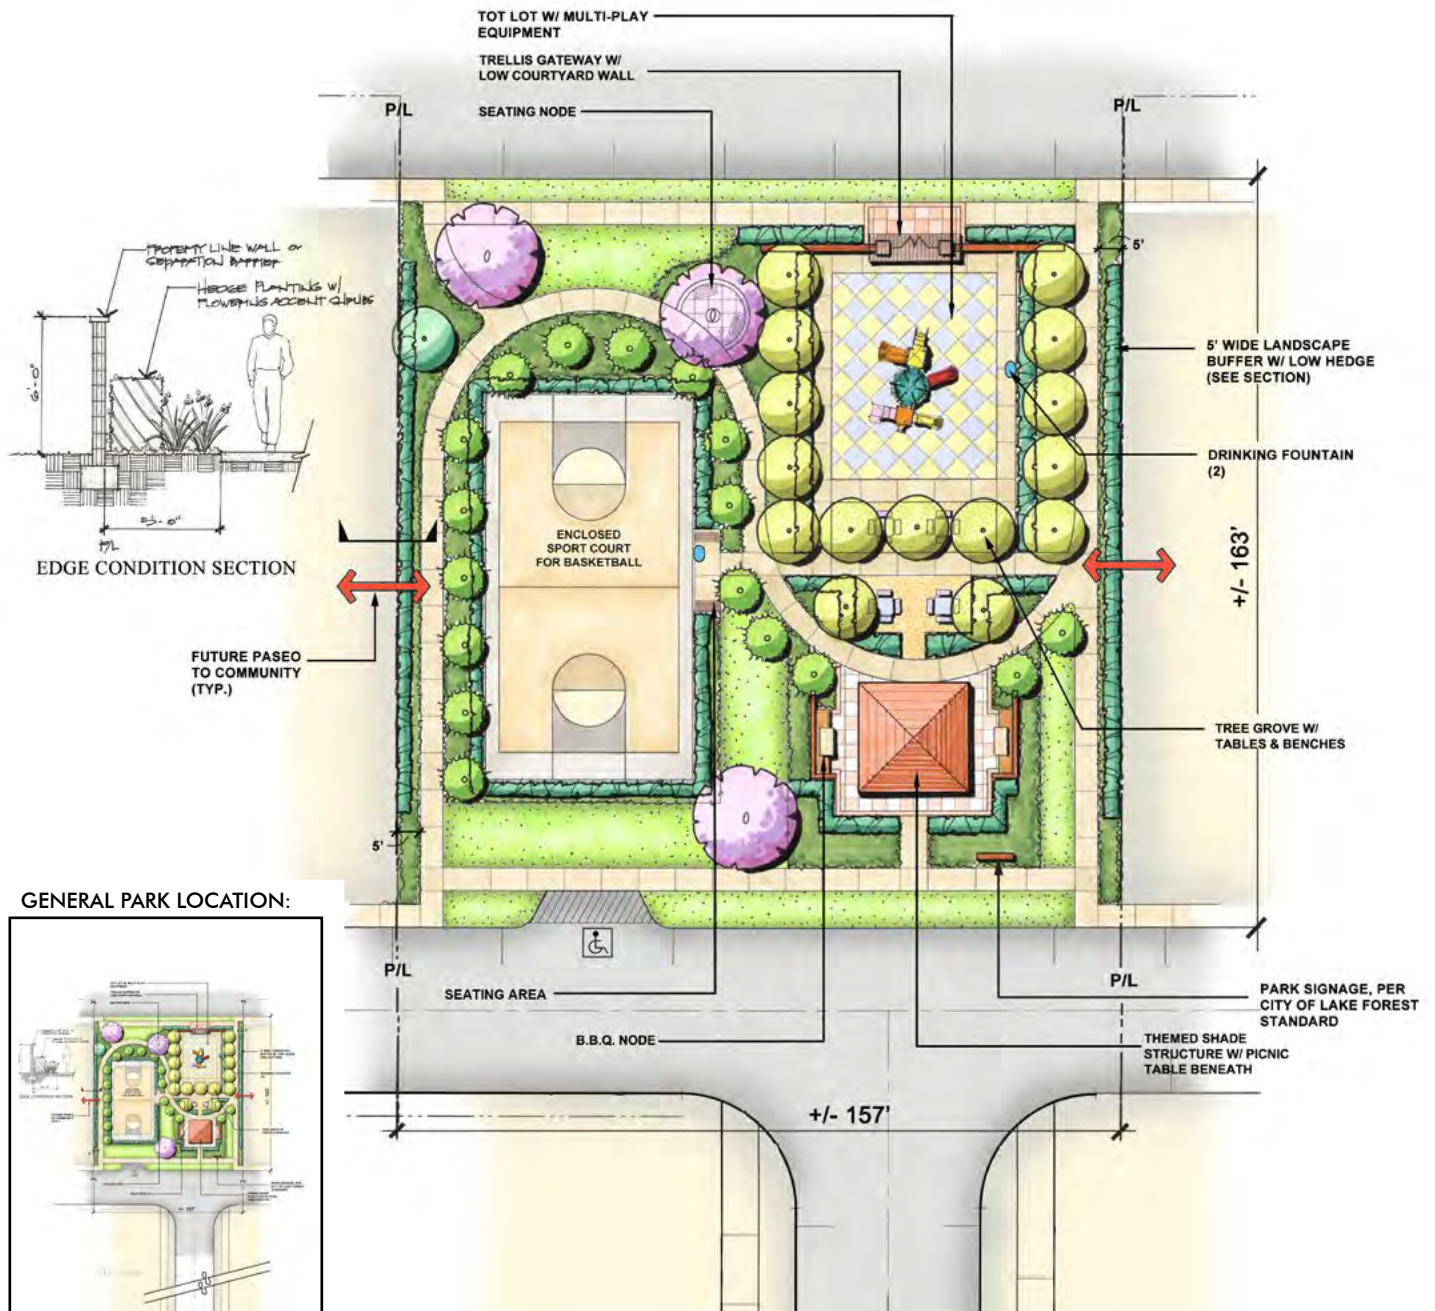 TOT LOT W/ MULTI-PLAY
EQUIPMENT
TRELLIS GATEWAY W/
LOW COURTYARD WALL
SEATING NODE
P/L
P/L
5'
PROPERTY LINE WALL or
SEPARATION BARRIER
HEDGE PLANTING W/
FLOWERING ACCENT SHRUBS
6'-0"
5'-0"
P/L
EDGE CONDITION SECTION
5' WIDE LANDSCAPE
BUFFER W/ LOW HEDGE
(SEE SECTION)
DRINKING FOUNTAIN
(2)
ENCLOSED
SPORT COURT
FOR BASKETBALL
+/- 163'
FUTURE PASEO
TO COMMUNITY
(TYP.)
TREE GROVE W/
TABLES & BENCHES
5'
GENERAL PARK LOCATION:
P/L
P/L
SEATING AREA
B.B.Q. NODE
PARK SIGNAGE, PER
CITY OF LAKE FOREST
STANDARD
THEMED SHADE
STRUCTURE W/ PICNIC
TABLE BENEATH
+/- 157'